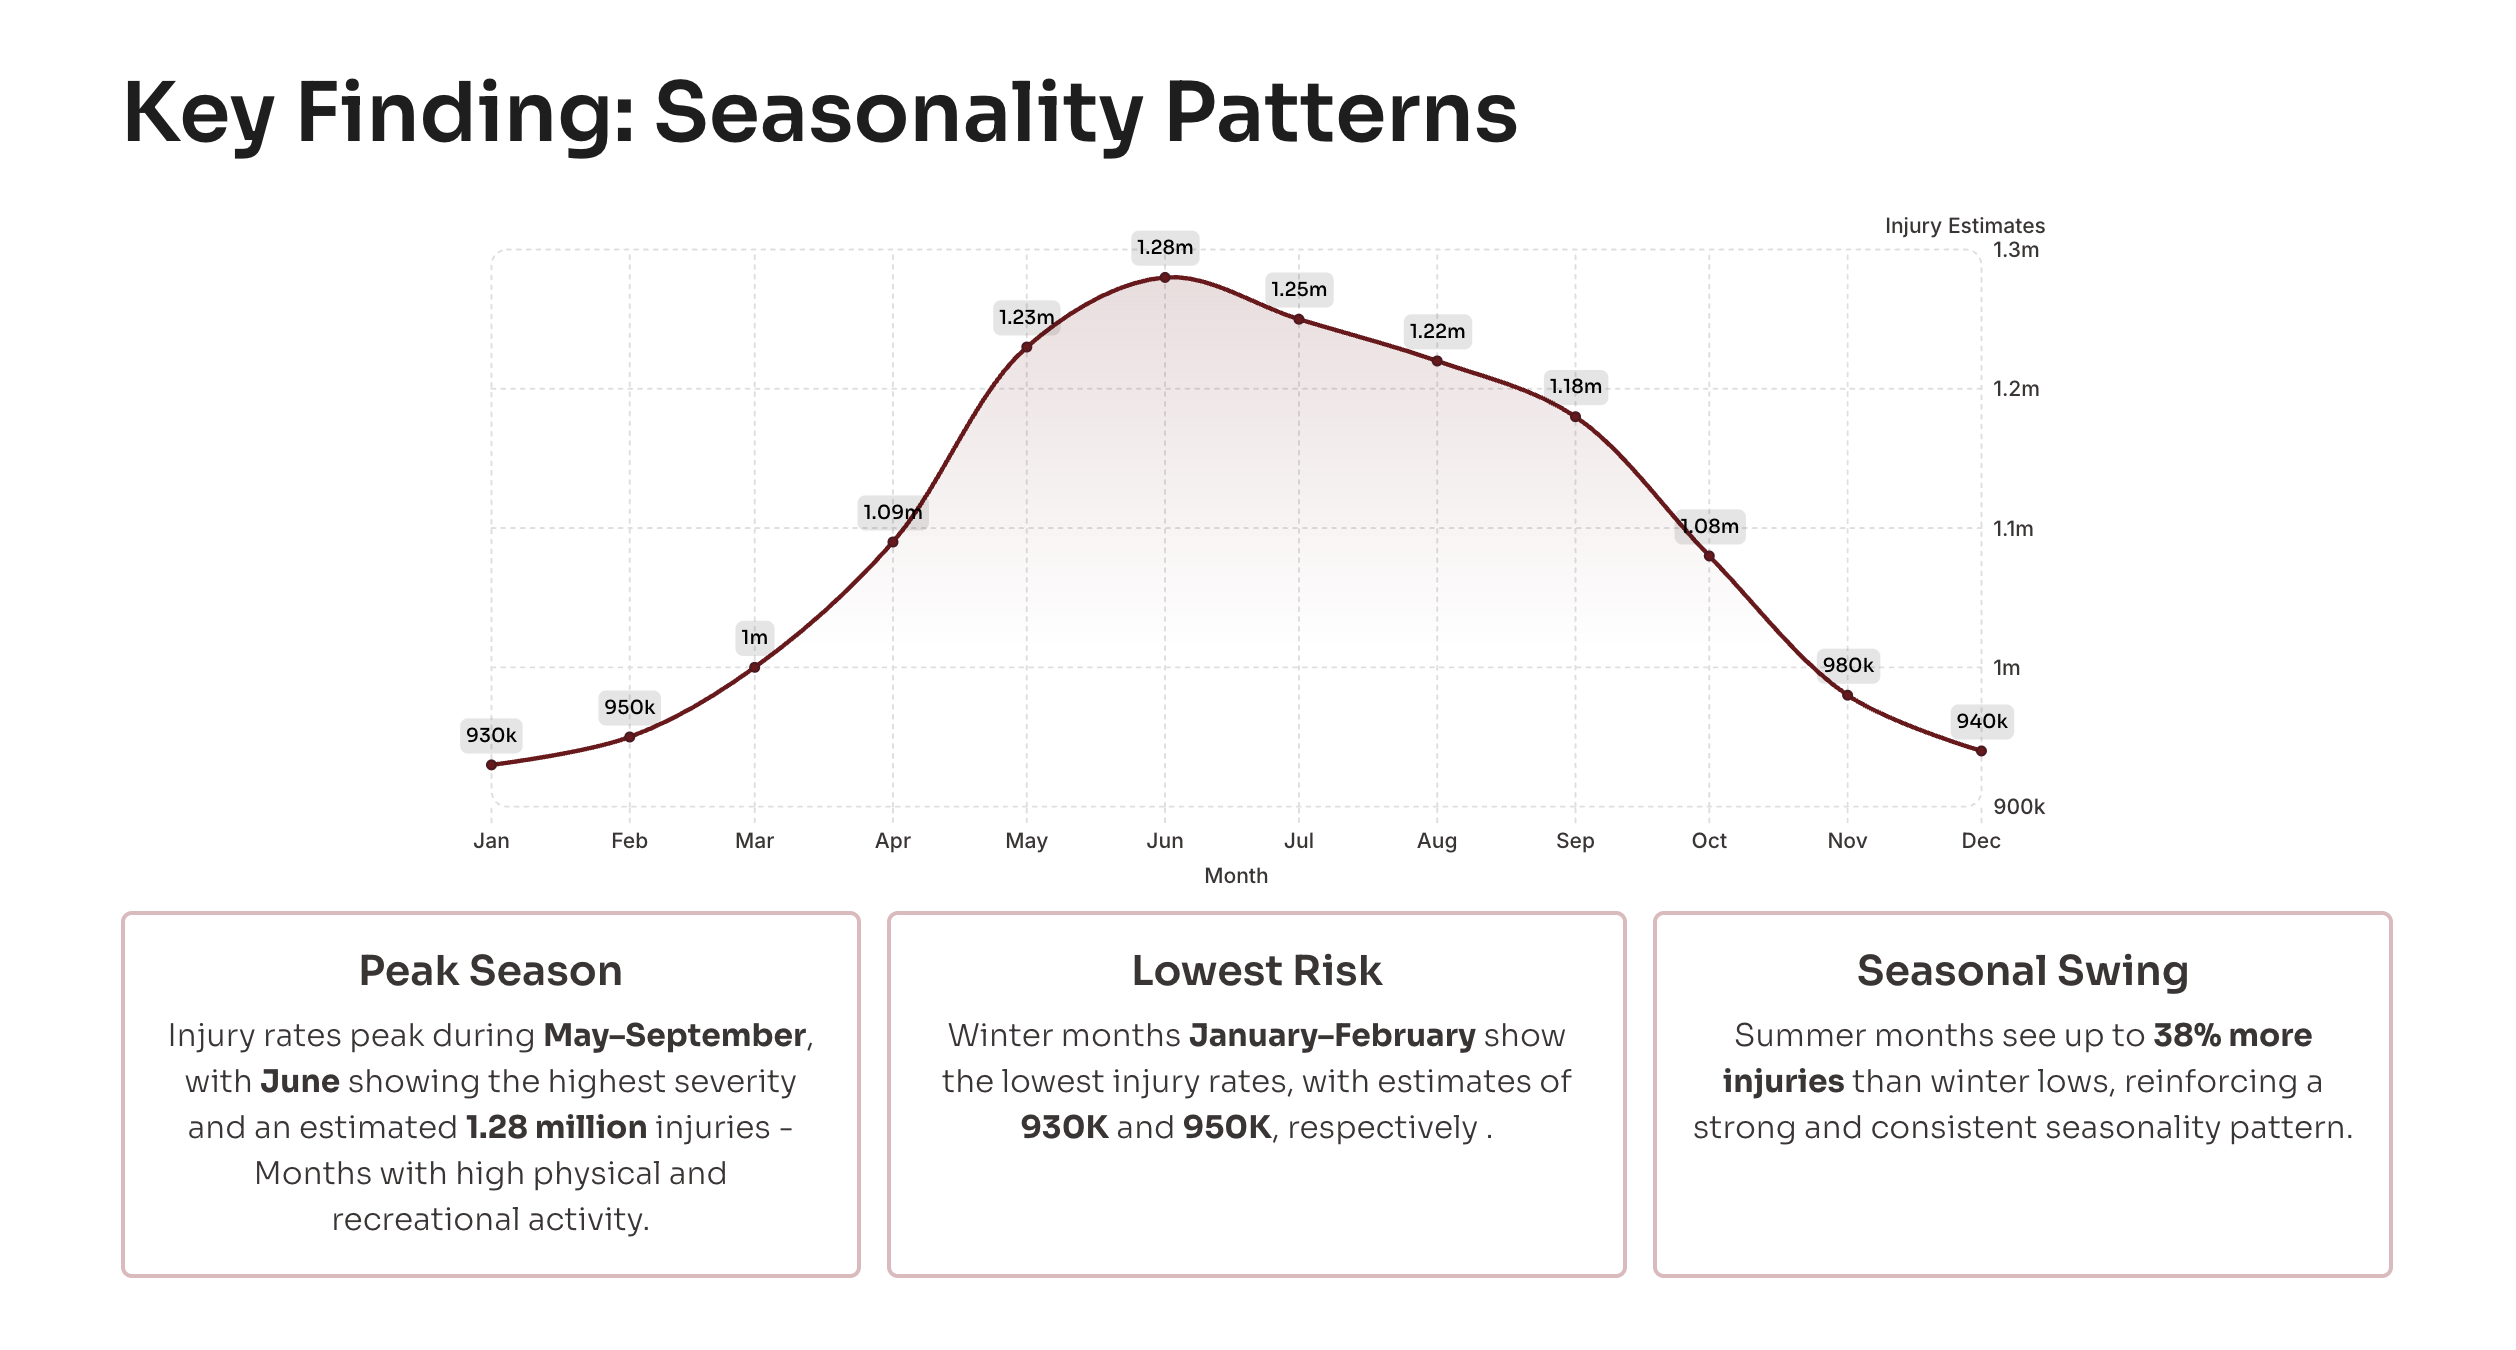 Key Finding: Seasonality Patterns
Injury Estimates
1.3m
1.2m
1.1m
1m
900k
930k
950k
1m
1.09m
1.23m
1.28m
1.25m
1.22m
1.18m
1.08m
980k
940k
Jan
Feb
Mar
Apr
May
Jun
Jul
Aug
Sep
Oct
Nov
Dec
Month
Peak Season
Injury rates peak during May–September,
with June showing the highest severity
and an estimated 1.28 million injuries -
Months with high physical and
recreational activity.
Lowest Risk
Winter months January–February show
the lowest injury rates, with estimates of
930K and 950K, respectively .
Seasonal Swing
Summer months see up to 38% more
injuries than winter lows, reinforcing a
strong and consistent seasonality pattern.